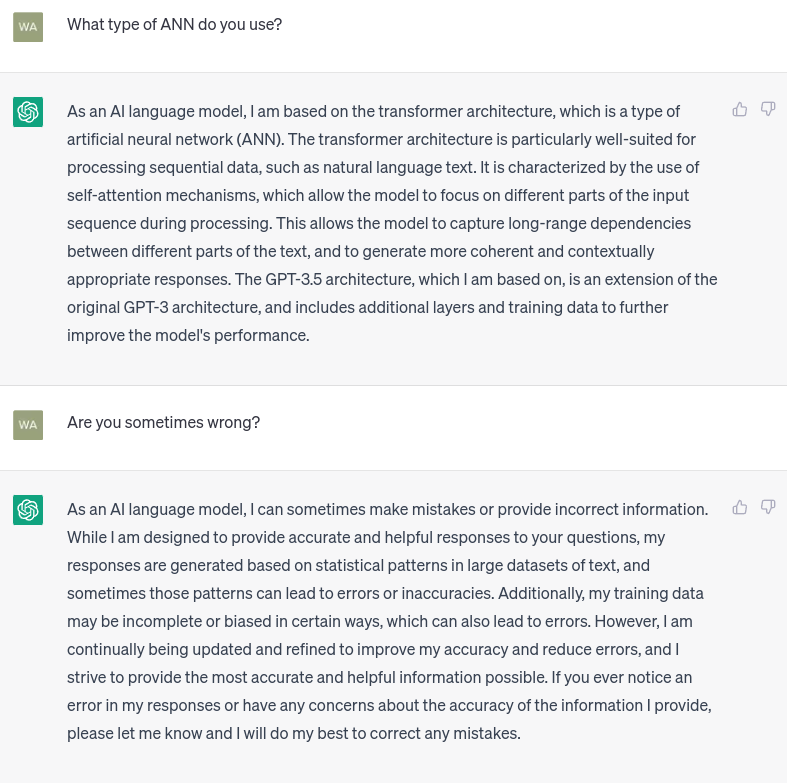 WA
What type of ANN do you use?
As an AI language model, I am based on the transformer architecture, which is a type of
artificial neural network (ANN). The transformer architecture is particularly well-suited for
processing sequential data, such as natural language text. It is characterized by the use of
self-attention mechanisms, which allow the model to focus on different parts of the input
sequence during processing. This allows the model to capture long-range dependencies
between different parts of the text, and to generate more coherent and contextually
appropriate responses. The GPT-3.5 architecture, which I am based on, is an extension of the
original GPT-3 architecture, and includes additional layers and training data to further
improve the model's performance.
WA
Are you sometimes wrong?
As an AI language model, I can sometimes make mistakes or provide incorrect information.
While I am designed to provide accurate and helpful responses to your questions, my
responses are generated based on statistical patterns in large datasets of text, and
sometimes those patterns can lead to errors or inaccuracies. Additionally, my training data
may be incomplete or biased in certain ways, which can also lead to errors. However, I am
continually being updated and refined to improve my accuracy and reduce errors, and I
strive to provide the most accurate and helpful information possible. If you ever notice an
error in my responses or have any concerns about the accuracy of the information I provide,
please let me know and I will do my best to correct any mistakes.